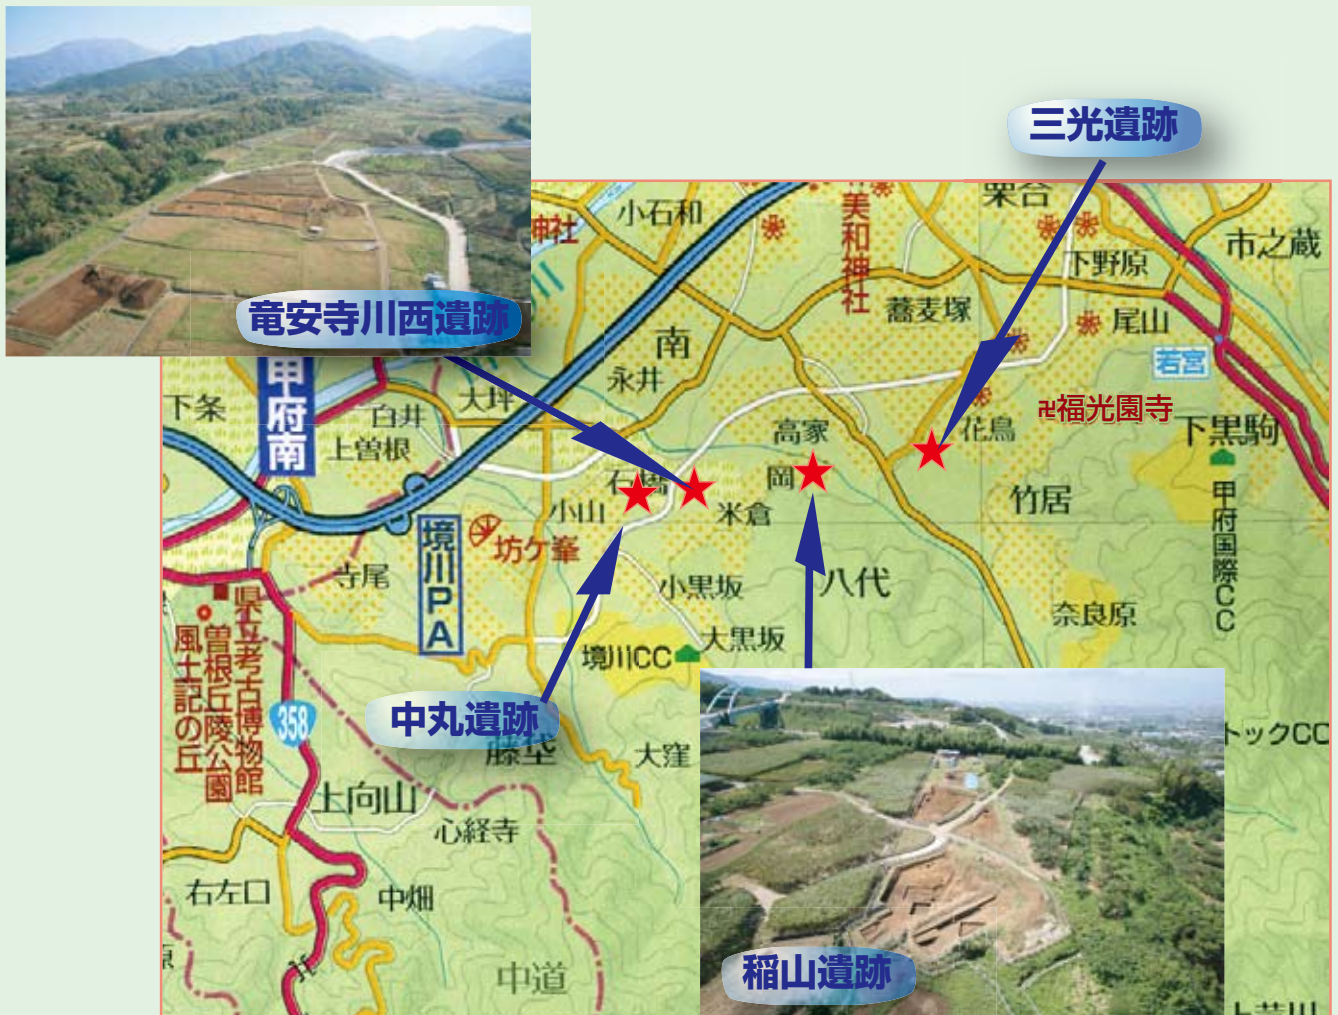 三光遺跡
竜安寺川西遺跡
中丸遺跡
稲山遺跡
神社
小石和
美和神社
栗合
下野原
市之蔵
蕎麦塚
尾山
若宮
南
永井
大坪
下条
甲府南
白井
上曽根
高家
花鳥
卍福光園寺
下黒駒
石橋
岡
小山
米倉
竹居
甲府国際CC
境川PA
坊ケ峯
寺尾
小黒坂
八代
奈良原
大黒坂
境川CC
県立考古博物館
曽根丘陵公園
風土記の丘
358
藤垈
大窪
トックCC
上向山
心経寺
右左口
中畑
中道
原
上芦川